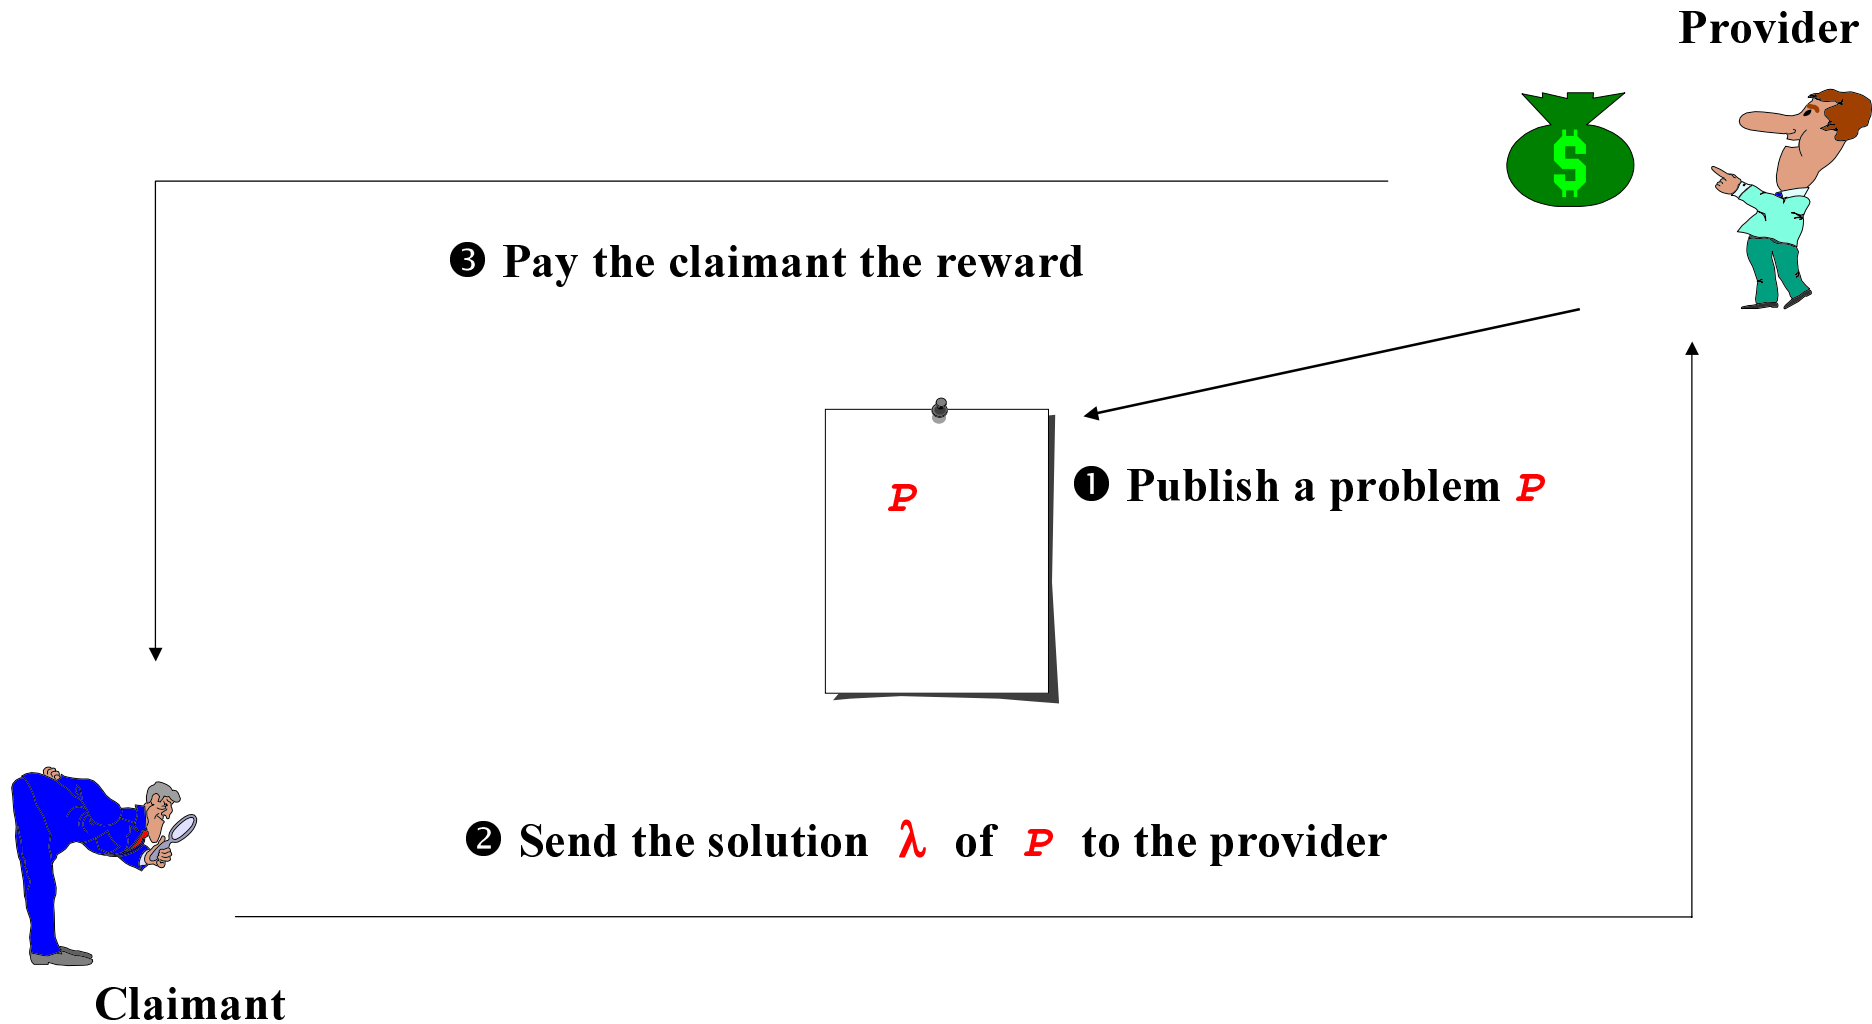 Provider
$
❸ Pay the claimant the reward
❶ Publish a problem P
P
❷ Send the solution λ of P to the provider
Claimant